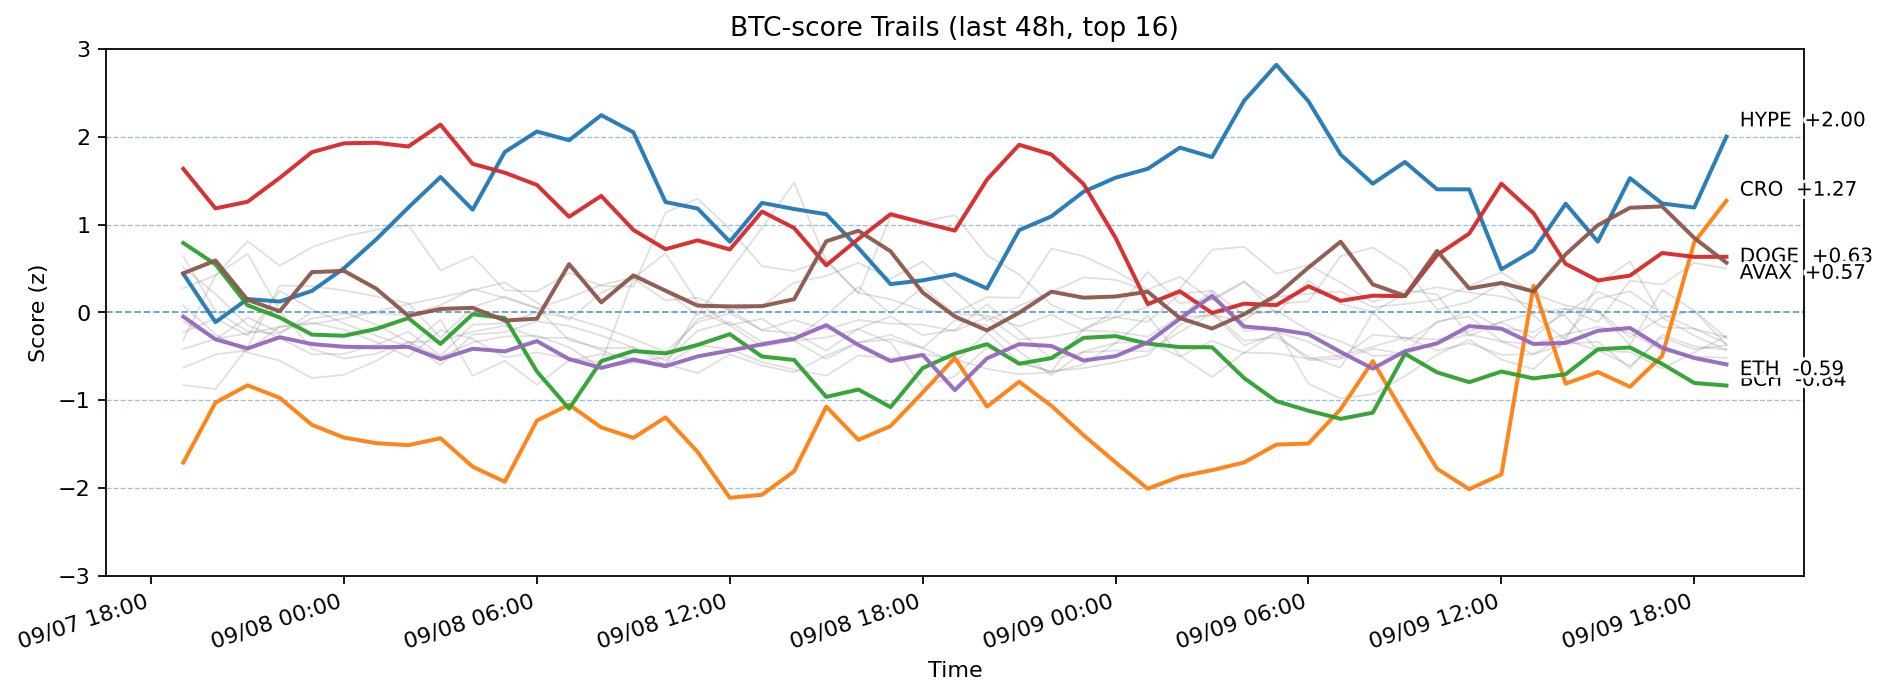 BTC-score Trails (last 48h, top 16)
Score (z)
3
2
1
0
−1
−2
−3
HYPE +2.00
CRO +1.27
DOGE +0.63
AVAX +0.57
ETH -0.59
BCH -0.84
09/07 18:00
09/08 00:00
09/08 06:00
09/08 12:00
09/08 18:00
09/09 00:00
09/09 06:00
09/09 12:00
09/09 18:00
Time